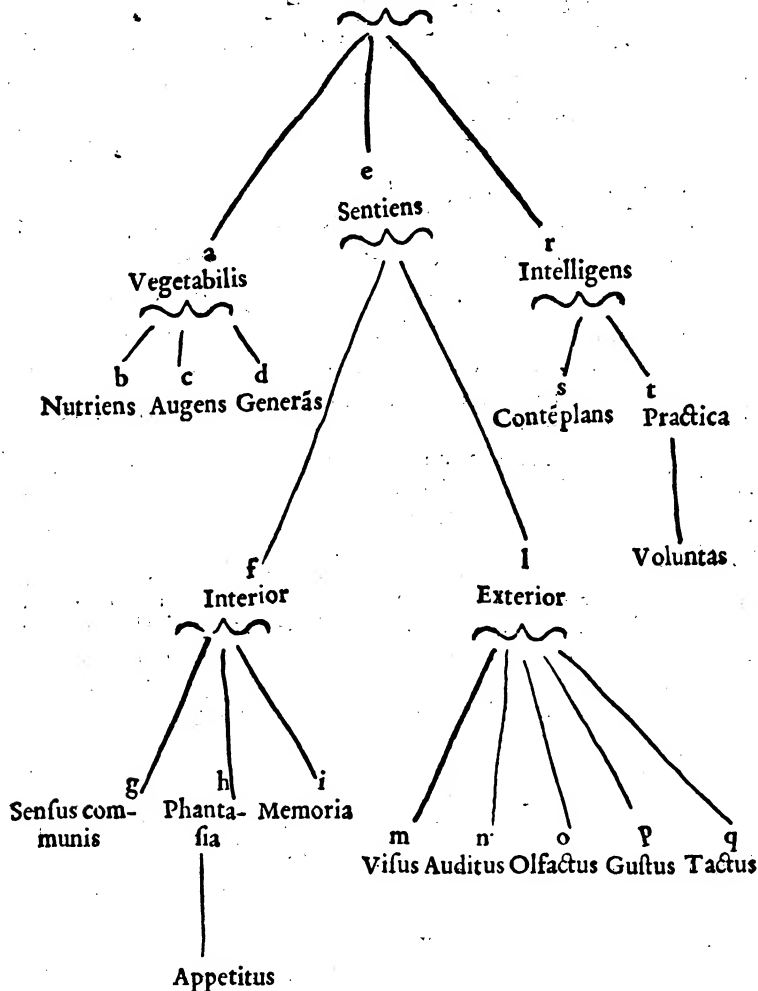 e
Sentiens
a
Vegetabilis
r
Intelligens
b c d
Nutriens Augens Generãs
s t
Contéplans Practica
Voluntas
f
Interior
l
Exterior
g h i
Senſus com- Phanta- Memoria
munis ſia
m n o p q
Viſus Auditus Olfactus Guſtus Tactus
Appetitus